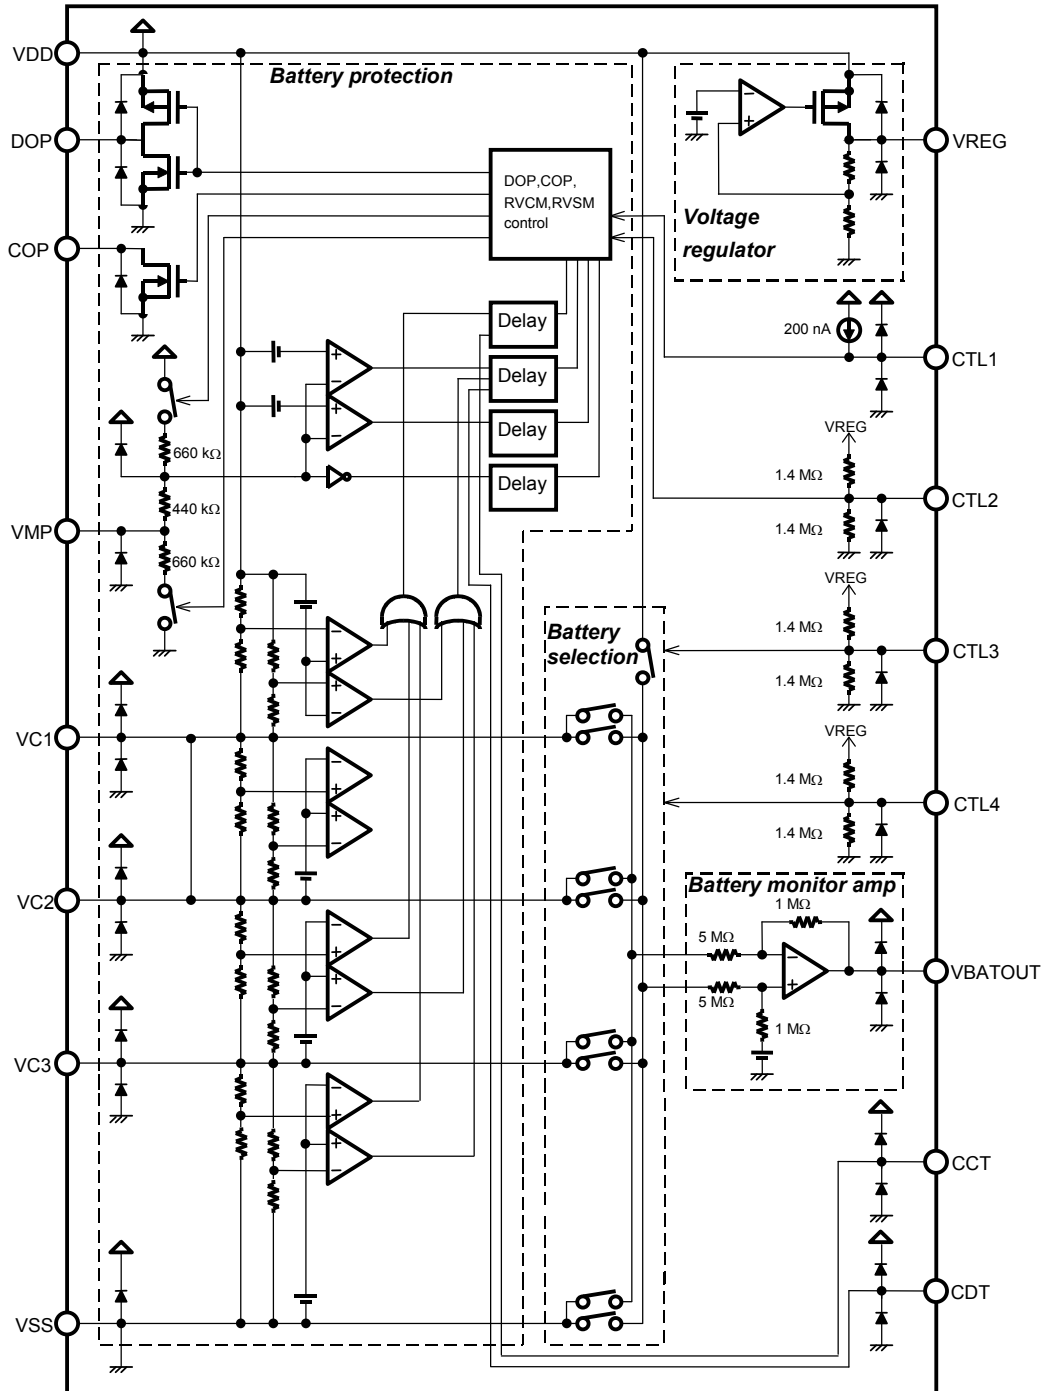 VDD
Battery protection
DOP
DOP,COP,
RVCM,RVSM
control
VREG
Voltage
regulator
COP
Delay
200 nA
CTL1
Delay
Delay
VREG
660 kΩ
1.4 MΩ
Delay
CTL2
440 kΩ
VMP
1.4 MΩ
660 kΩ
VREG
Battery
selection
1.4 MΩ
CTL3
1.4 MΩ
VC1
VREG
1.4 MΩ
CTL4
1.4 MΩ
Battery monitor amp
VC2
1 MΩ
5 MΩ
VBATOUT
5 MΩ
1 MΩ
VC3
CCT
CDT
VSS